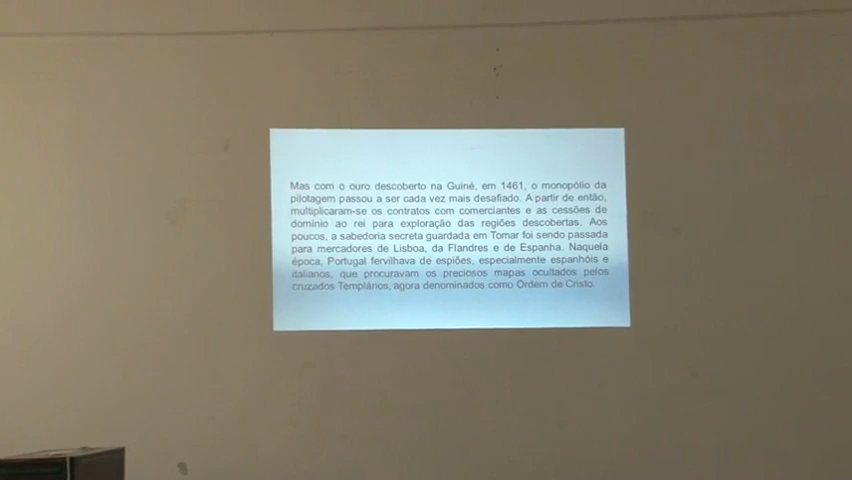 Mas com o ouro descoberto na Guiné, em 1461, o monopólio da
pilotagem passou a ser cada vez mais desafiado. A partir de então,
multiplicaram-se os contratos com comerciantes e as cessões de
domínio ao rei para exploração das regiões descobertas. Aos
poucos, a sabedoria secreta guardada em Tomar foi sendo passada
para mercadores de Lisboa, da Flandres e de Espanha. Naquela
época, Portugal fervilhava de espiões, especialmente espanhóis e
italianos, que procuravam os preciosos mapas ocultados pelos
cruzados Templários, agora denominados como Ordem de Cristo.